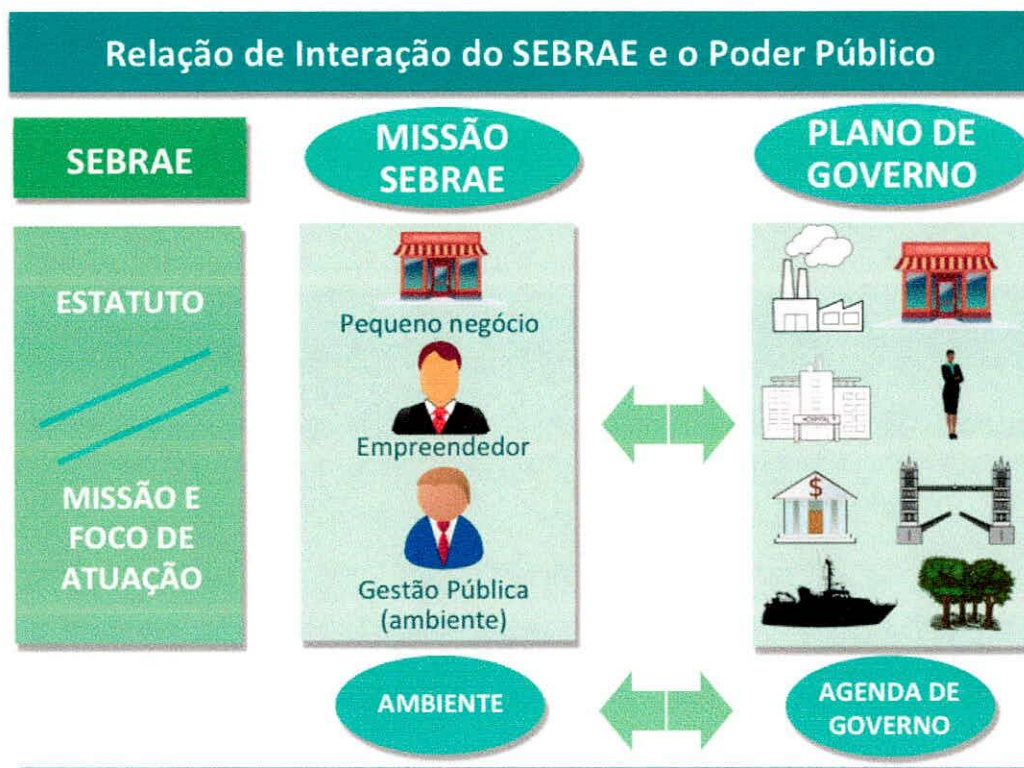 Relação de Interação do SEBRAE e o Poder Público
SEBRAE
MISSÃO
SEBRAE
PLANO DE
GOVERNO
ESTATUTO
MISSÃO E
FOCO DE
ATUAÇÃO
Pequeno negócio
Empreendedor
Gestão Pública
(ambiente)
HOSPITAL
$
AMBIENTE
AGENDA DE
GOVERNO